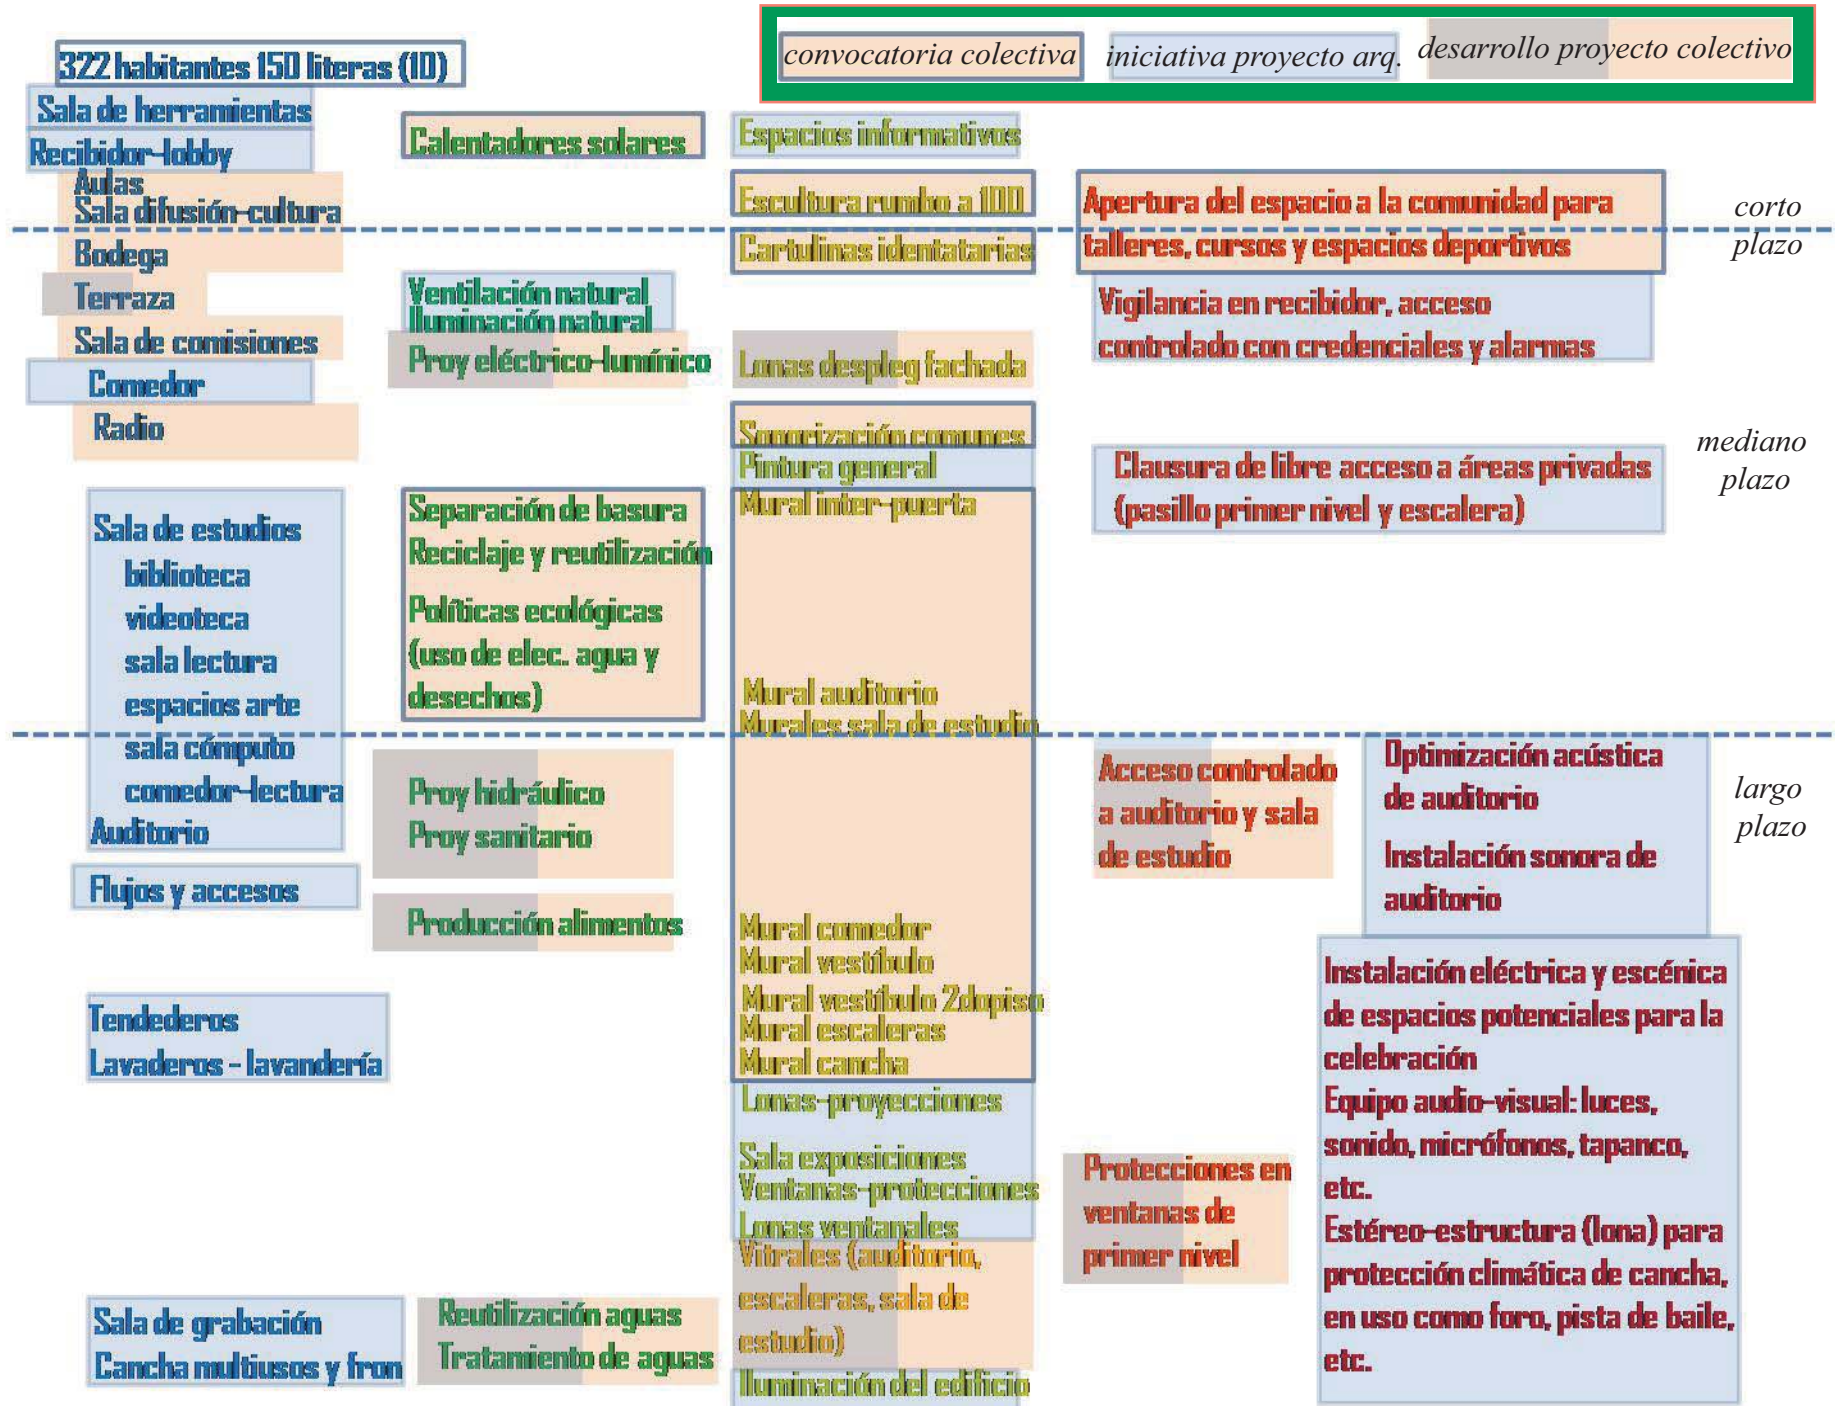 convocatoria colectiva
iniciativa proyecto arq.
desarrollo proyecto colectivo
322 habitantes 150 literas (10)
Sala de herramientas
Recibidor-lobby
Aulas
Sala difusión-cultura
Bodega
Terraza
Sala de comisiones
Comedor
Radio
Sala de estudios
biblioteca
videoteca
sala lectura
espacios arte
sala cómputo
comedor-lectura
Auditorio
Flujos y accesos
Tendederos
Lavaderos - lavandería
Sala de grabación
Cancha multiusos y fron
Calentadores solares
Ventilación natural
Iluminación natural
Proy eléctrico-lumínico
Separación de basura
Reciclaje y reutilización
Políticas ecológicas
(uso de elec. agua y
desechos)
Proy hidráulico
Proy sanitario
Producción alimentos
Reutilización aguas
Tratamiento de aguas
Espacios informativos
Escultura rumbo a 100
Cartulinas identatarias
Lonas despleg fachada
Sonorización comunes
Pintura general
Mural inter-puerta
Mural auditorio
Murales sala de estudio
Mural comedor
Mural vestíbulo
Mural vestíbulo 2dopiso
Mural escaleras
Mural cancha
Lonas-proyecciones
Sala exposiciones
Ventanas-protecciones
Lonas ventanales
Vitrales (auditorio,
escaleras, sala de
estudio)
Iluminación del edificio
Apertura del espacio a la comunidad para
talleres, cursos y espacios deportivos
Vigilancia en recibidor, acceso
controlado con credenciales y alarmas
Clausura de libre acceso a áreas privadas
(pasillo primer nivel y escalera)
Acceso controlado
a auditorio y sala
de estudio
Protecciones en
ventanas de
primer nivel
Optimización acústica
de auditorio
Instalación sonora de
auditorio
Instalación eléctrica y escénica
de espacios potenciales para la
celebración
Equipo audio-visual: luces,
sonido, micrófonos, tapanco,
etc.
Estéreo-estructura (lona) para
protección climática de cancha,
en uso como foro, pista de baile,
etc.
corto
plazo
mediano
plazo
largo
plazo